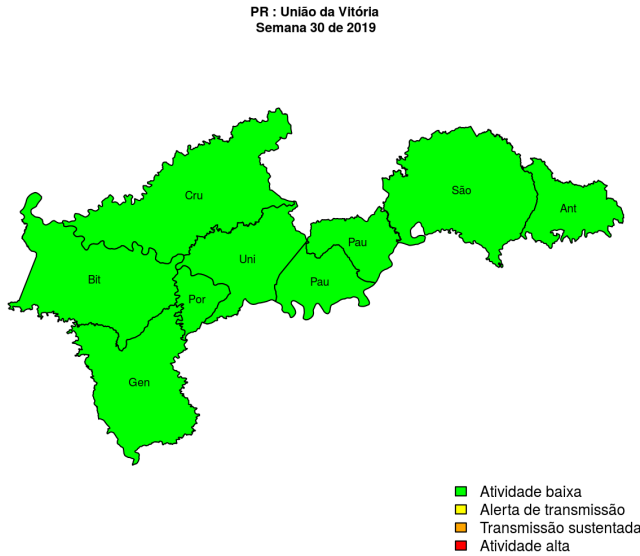 PR : União da Vitória
Semana 30 de 2019
Cru
São
Ant
Pau
Uni
Bit
Pau
Por
Gen
Atividade baixa
Alerta de transmissão
Transmissão sustentada
Atividade alta